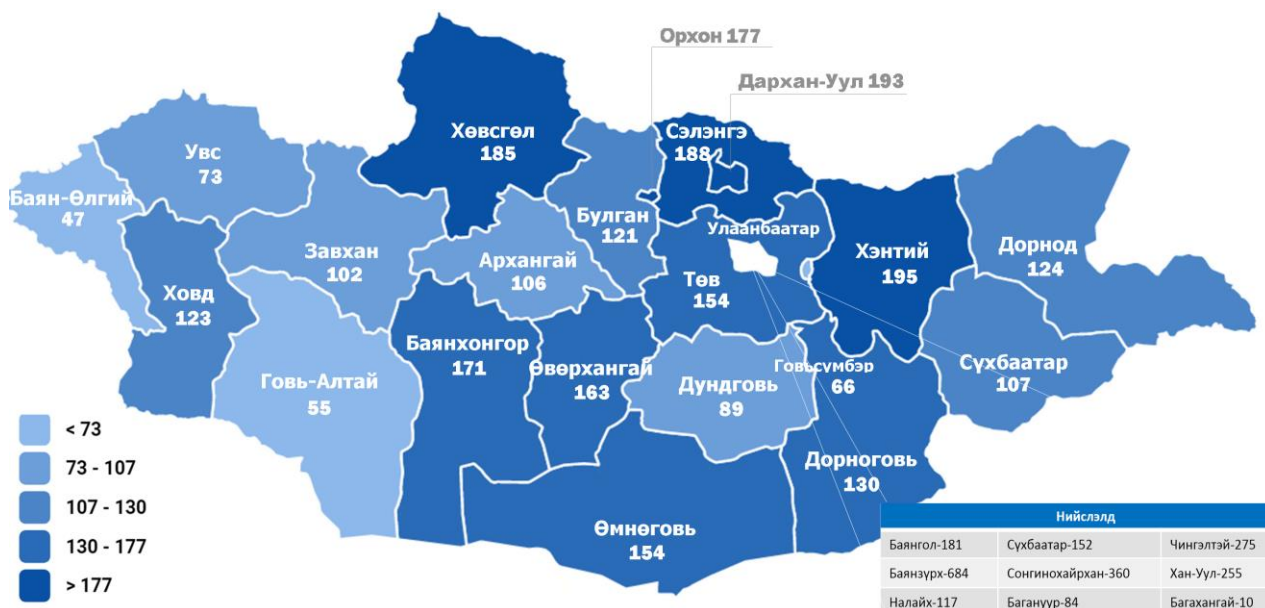 Орхон 177
Дархан-Уул 193
Хөвсгөл
185
Сэлэнгэ
188
Увс
73
Баян-Өлгий
47
Булган
121
Улаанбаатар
Завхан
102
Архангай
106
Хэнтий
195
Дорнод
124
Ховд
123
Төв
154
Баянхонгор
171
Өвөрхангай
163
Говь-Алтай
55
Дундговь
89
Говьсүмбэр
66
Сүхбаатар
107
Дорноговь
130
Өмнөговь
154
< 73
73 - 107
107 - 130
130 - 177
> 177
Нийслэлд
Баянгол-181 Сүхбаатар-152 Чингэлтэй-275
Баянзүрх-684 Сонгинохайрхан-360 Хан-Уул-255
Налайх-117 Багануур-84 Багахангай-10